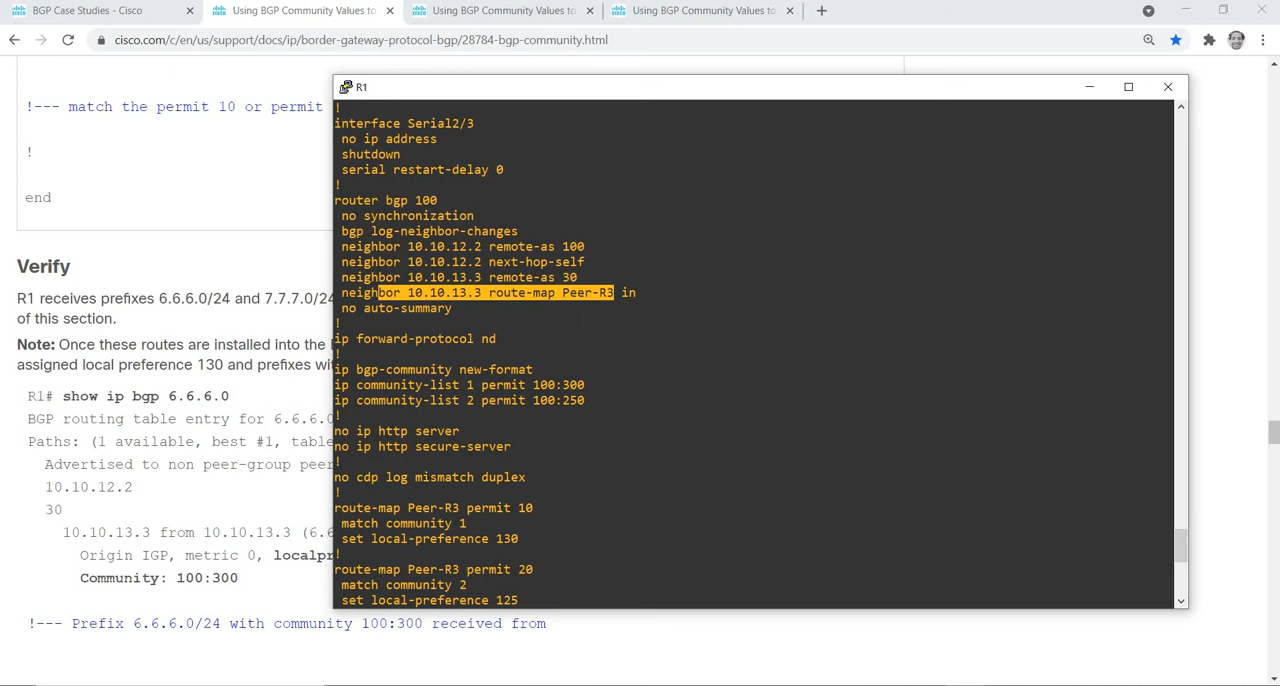 BGP Case Studies - Cisco
Using BGP Community Values to
Using BGP Community Values to
Using BGP Community Values to
cisco.com/c/en/us/support/docs/ip/border-gateway-protocol-bgp/28784-bgp-community.html
!--- match the permit 10 or permit
!
end
Verify
R1 receives prefixes 6.6.6.0/24 and 7.7.7.0/24
of this section.
Note: Once these routes are installed into the
assigned local preference 130 and prefixes wi
R1# show ip bgp 6.6.6.0
BGP routing table entry for 6.6.6.0
Paths: (1 available, best #1, table
Advertised to non peer-group peer
10.10.12.2
30
10.10.13.3 from 10.10.13.3 (6.6
Origin IGP, metric 0, localpr
Community: 100:300
!--- Prefix 6.6.6.0/24 with community 100:300 received from
R1
!
interface Serial2/3
no ip address
shutdown
serial restart-delay 0
!
router bgp 100
no synchronization
bgp log-neighbor-changes
neighbor 10.10.12.2 remote-as 100
neighbor 10.10.12.2 next-hop-self
neighbor 10.10.13.3 remote-as 30
neighbor 10.10.13.3 route-map Peer-R3 in
no auto-summary
!
ip forward-protocol nd
!
ip bgp-community new-format
ip community-list 1 permit 100:300
ip community-list 2 permit 100:250
!
no ip http server
no ip http secure-server
!
no cdp log mismatch duplex
!
route-map Peer-R3 permit 10
match community 1
set local-preference 130
!
route-map Peer-R3 permit 20
match community 2
set local-preference 125